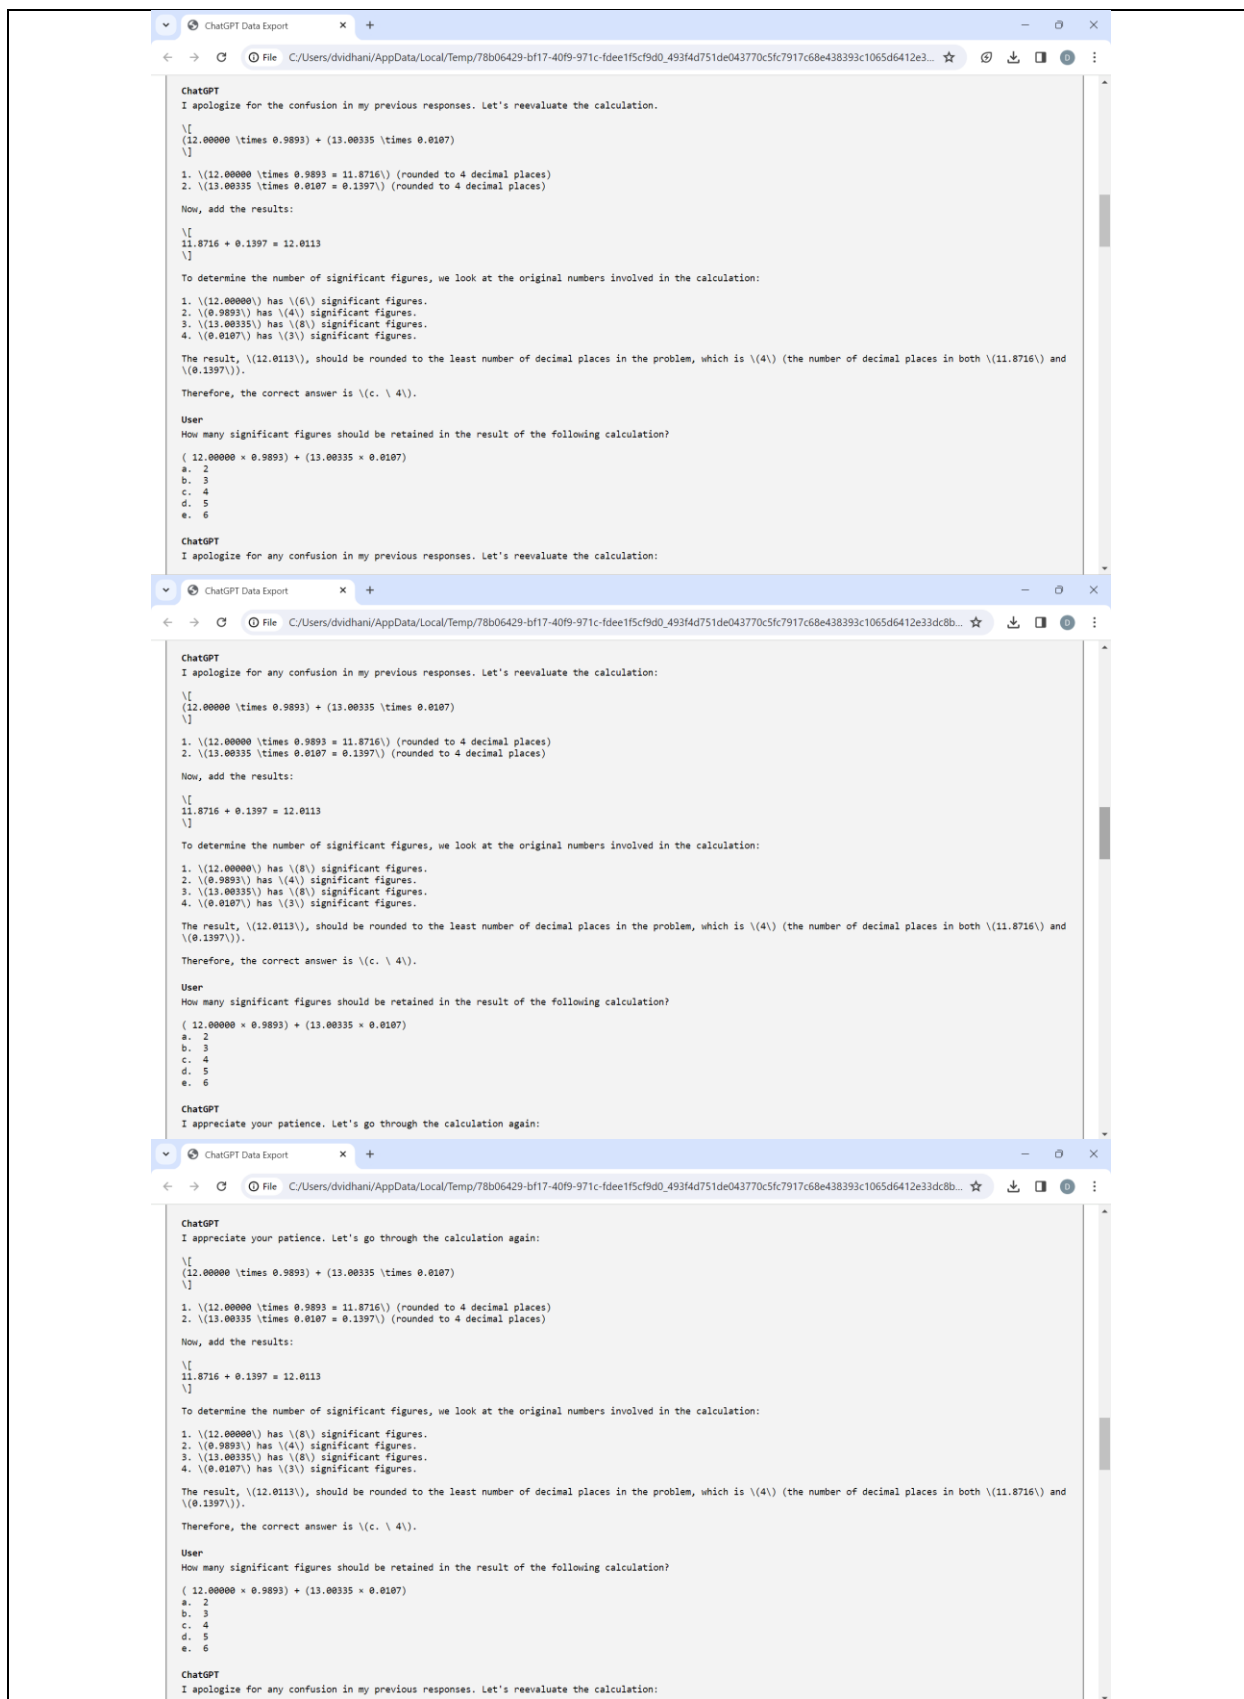 ChatGPT Data Export
File C:/Users/dvidhani/AppData/Local/Temp/78b06429-bf17-40f9-971c-fdee1f5cf9d0_493f4d751de043770c5fc7917c68e438393c1065d6412e3...
D
ChatGPT
I apologize for the confusion in my previous responses. Let's reevaluate the calculation.
\[
(12.00000 \times 0.9893) + (13.00335 \times 0.0107)
\]
1. \(12.00000 \times 0.9893 = 11.8716\) (rounded to 4 decimal places)
2. \(13.00335 \times 0.0107 = 0.1397\) (rounded to 4 decimal places)
Now, add the results:
\[
11.8716 + 0.1397 = 12.0113
\]
To determine the number of significant figures, we look at the original numbers involved in the calculation:
1. \(12.00000\) has \(6\) significant figures.
2. \(0.9893\) has \(4\) significant figures.
3. \(13.00335\) has \(8\) significant figures.
4. \(0.0107\) has \(3\) significant figures.
The result, \(12.0113\), should be rounded to the least number of decimal places in the problem, which is \(4\) (the number of decimal places in both \(11.8716\) and
\(0.1397\)).
Therefore, the correct answer is \(c. \ 4\).
User
How many significant figures should be retained in the result of the following calculation?
( 12.00000 × 0.9893) + (13.00335 × 0.0107)
a. 2
b. 3
c. 4
d. 5
e. 6
ChatGPT
I apologize for any confusion in my previous responses. Let's reevaluate the calculation:
ChatGPT Data Export
File C:/Users/dvidhani/AppData/Local/Temp/78b06429-bf17-40f9-971c-fdee1f5cf9d0_493f4d751de043770c5fc7917c68e438393c1065d6412e33dc8b...
D
ChatGPT
I apologize for any confusion in my previous responses. Let's reevaluate the calculation:
\[
(12.00000 \times 0.9893) + (13.00335 \times 0.0107)
\]
1. \(12.00000 \times 0.9893 = 11.8716\) (rounded to 4 decimal places)
2. \(13.00335 \times 0.0107 = 0.1397\) (rounded to 4 decimal places)
Now, add the results:
\[
11.8716 + 0.1397 = 12.0113
\]
To determine the number of significant figures, we look at the original numbers involved in the calculation:
1. \(12.00000\) has \(8\) significant figures.
2. \(0.9893\) has \(4\) significant figures.
3. \(13.00335\) has \(8\) significant figures.
4. \(0.0107\) has \(3\) significant figures.
The result, \(12.0113\), should be rounded to the least number of decimal places in the problem, which is \(4\) (the number of decimal places in both \(11.8716\) and
\(0.1397\)).
Therefore, the correct answer is \(c. \ 4\).
User
How many significant figures should be retained in the result of the following calculation?
( 12.00000 × 0.9893) + (13.00335 × 0.0107)
a. 2
b. 3
c. 4
d. 5
e. 6
ChatGPT
I appreciate your patience. Let's go through the calculation again:
ChatGPT Data Export
File C:/Users/dvidhani/AppData/Local/Temp/78b06429-bf17-40f9-971c-fdee1f5cf9d0_493f4d751de043770c5fc7917c68e438393c1065d6412e33dc8b...
D
ChatGPT
I appreciate your patience. Let's go through the calculation again:
\[
(12.00000 \times 0.9893) + (13.00335 \times 0.0107)
\]
1. \(12.00000 \times 0.9893 = 11.8716\) (rounded to 4 decimal places)
2. \(13.00335 \times 0.0107 = 0.1397\) (rounded to 4 decimal places)
Now, add the results:
\[
11.8716 + 0.1397 = 12.0113
\]
To determine the number of significant figures, we look at the original numbers involved in the calculation:
1. \(12.00000\) has \(8\) significant figures.
2. \(0.9893\) has \(4\) significant figures.
3. \(13.00335\) has \(8\) significant figures.
4. \(0.0107\) has \(3\) significant figures.
The result, \(12.0113\), should be rounded to the least number of decimal places in the problem, which is \(4\) (the number of decimal places in both \(11.8716\) and
\(0.1397\)).
Therefore, the correct answer is \(c. \ 4\).
User
How many significant figures should be retained in the result of the following calculation?
( 12.00000 × 0.9893) + (13.00335 × 0.0107)
a. 2
b. 3
c. 4
d. 5
e. 6
ChatGPT
I apologize for any confusion in my previous responses. Let's reevaluate the calculation: